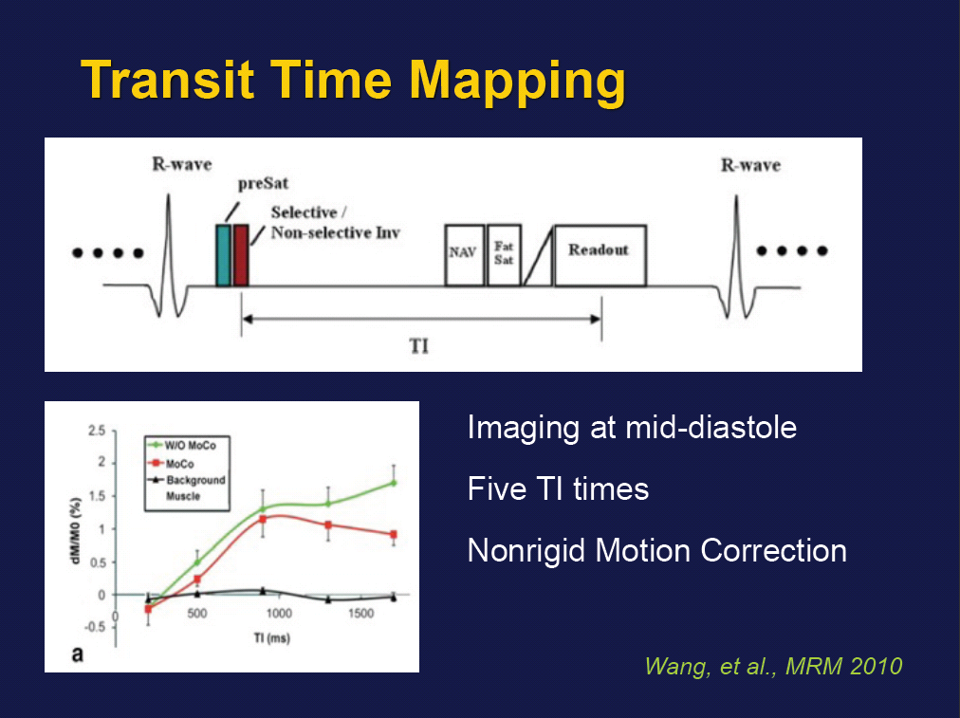 Transit Time Mapping
R-wave
R-wave
preSat
Selective /
Non-selective Inv
NAV
Fat
Sat
Readout
TI
2.5
2
1.5
1
0.5
0
-0.5
dM/M0 (%)
W/O MoCo
MoCo
Background
Muscle
0
500
1000
1500
TI (ms)
a
Imaging at mid-diastole
Five TI times
Nonrigid Motion Correction
Wang, et al., MRM 2010